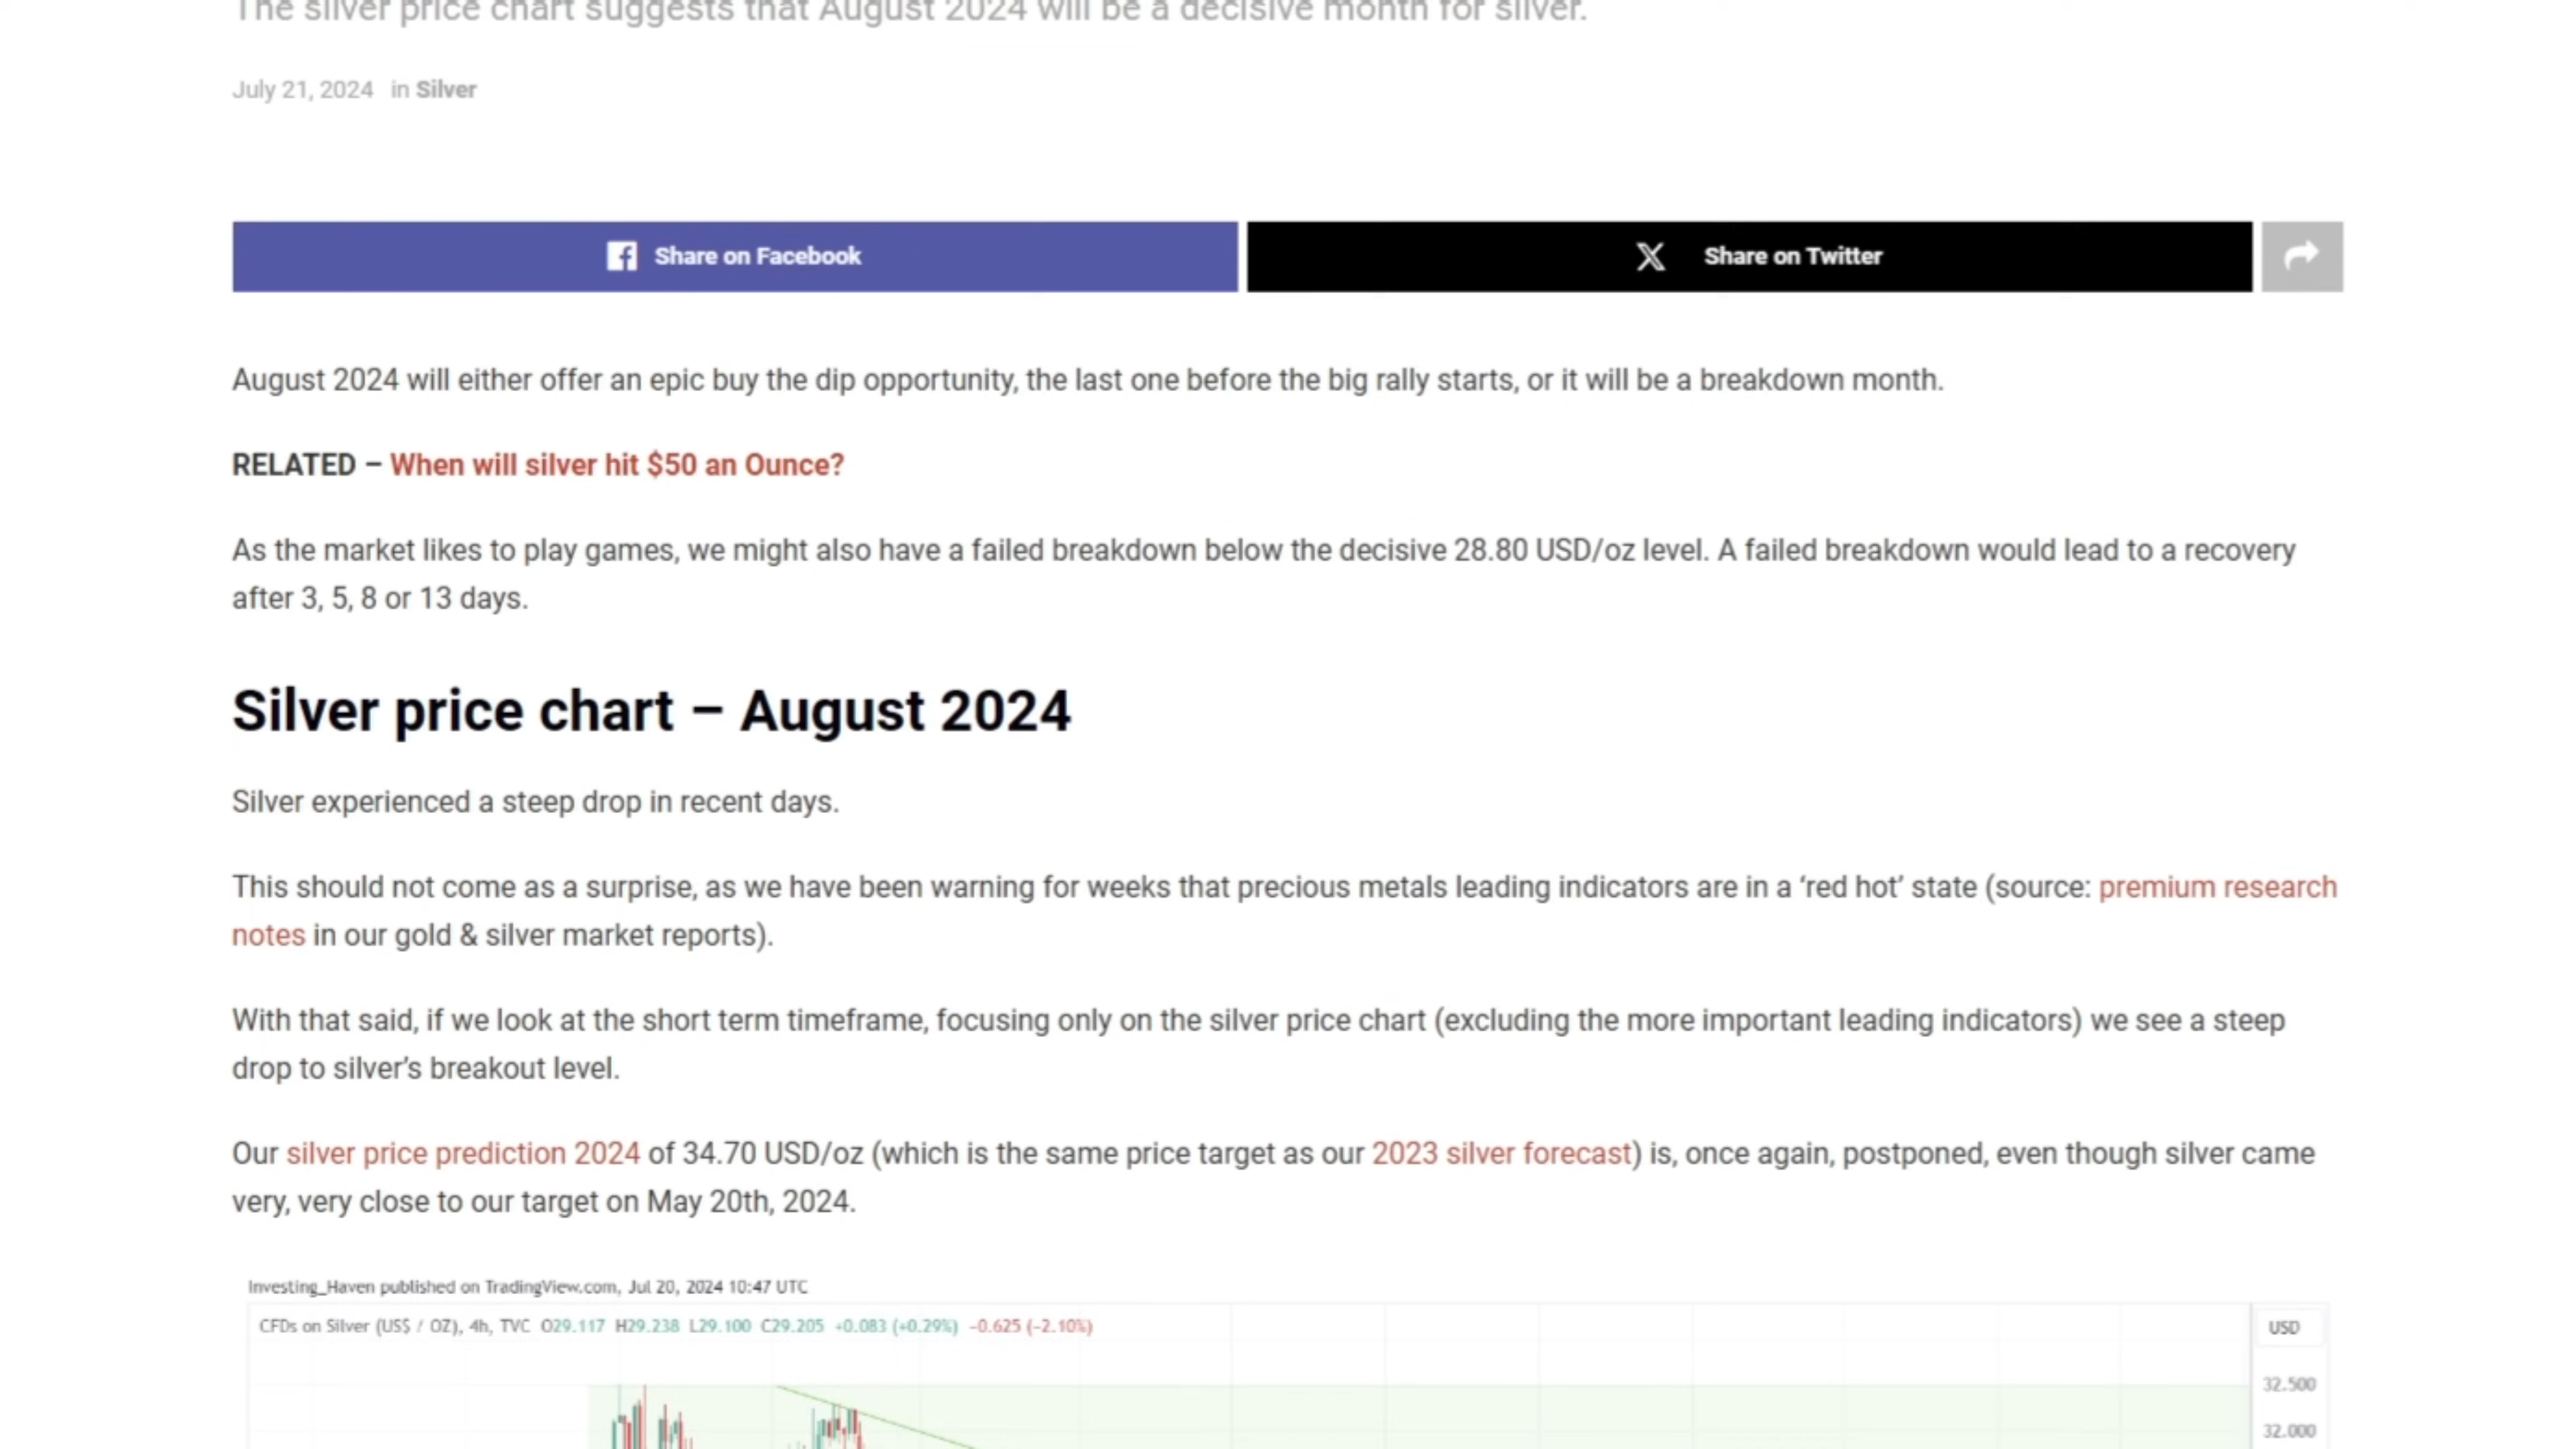 The silver price chart suggests that August 2024 will be a decisive month for silver.
July 21, 2024 in Silver
Share on Facebook
Share on Twitter
August 2024 will either offer an epic buy the dip opportunity, the last one before the big rally starts, or it will be a breakdown month.
RELATED – When will silver hit $50 an Ounce?
As the market likes to play games, we might also have a failed breakdown below the decisive 28.80 USD/oz level. A failed breakdown would lead to a recovery
after 3, 5, 8 or 13 days.
Silver price chart – August 2024
Silver experienced a steep drop in recent days.
This should not come as a surprise, as we have been warning for weeks that precious metals leading indicators are in a ‘red hot’ state (source: premium research
notes in our gold & silver market reports).
With that said, if we look at the short term timeframe, focusing only on the silver price chart (excluding the more important leading indicators) we see a steep
drop to silver’s breakout level.
Our silver price prediction 2024 of 34.70 USD/oz (which is the same price target as our 2023 silver forecast) is, once again, postponed, even though silver came
very, very close to our target on May 20th, 2024.
Investing_Haven published on TradingView.com, Jul 20, 2024 10:47 UTC
CFDs on Silver (US$ / OZ), 4h, TVC O29.117 H29.238 L29.100 C29.205 +0.083 (+0.29%) −0.625 (−2.10%)
USD
32.500
32.000